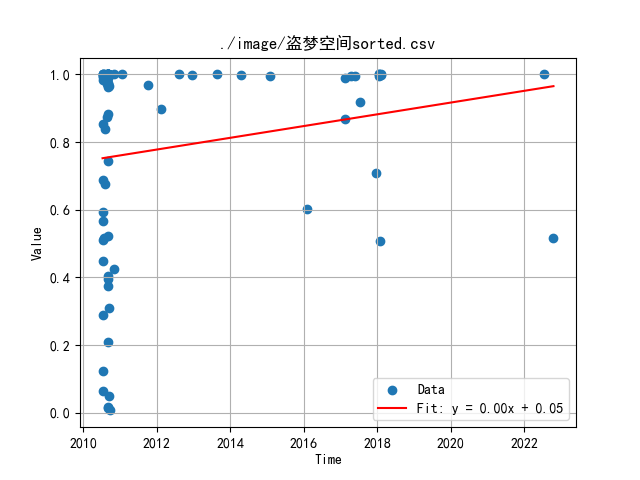 ./image/盗梦空间sorted.csv
1.0
0.8
0.6
0.4
0.2
0.0
Value
2010 2012 2014 2016 2018 2020 2022
Time
Data
Fit: y = 0.00x + 0.05